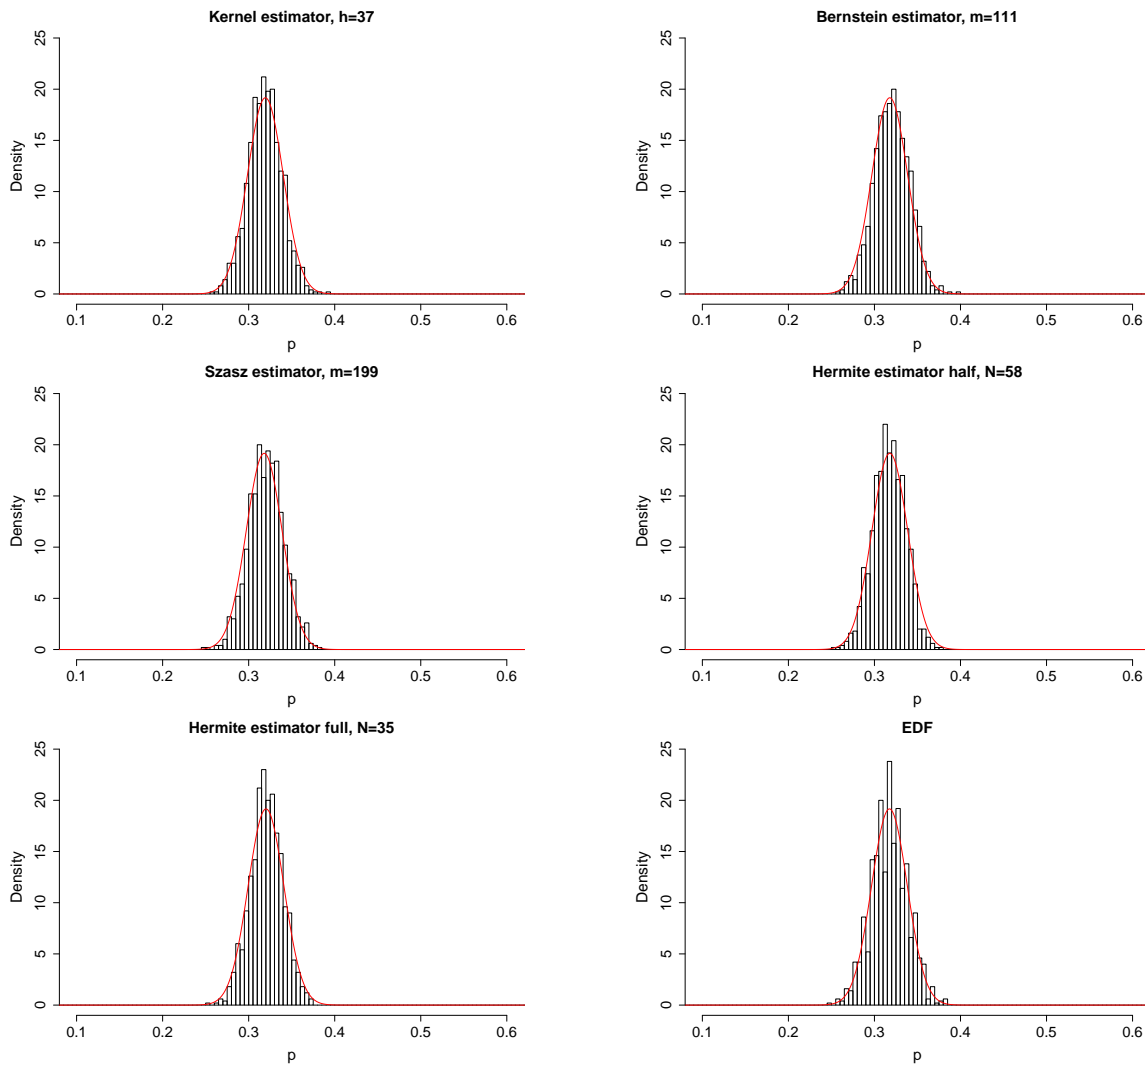 Kernel estimator, h=37
Density
0 5 10 15 20 25
0.1 0.2 0.3 0.4 0.5 0.6
p
Bernstein estimator, m=111
Density
0 5 10 15 20 25
0.1 0.2 0.3 0.4 0.5 0.6
p
Szasz estimator, m=199
Density
0 5 10 15 20 25
0.1 0.2 0.3 0.4 0.5 0.6
p
Hermite estimator half, N=58
Density
0 5 10 15 20 25
0.1 0.2 0.3 0.4 0.5 0.6
p
Hermite estimator full, N=35
Density
0 5 10 15 20 25
0.1 0.2 0.3 0.4 0.5 0.6
p
EDF
Density
0 5 10 15 20 25
0.1 0.2 0.3 0.4 0.5 0.6
p